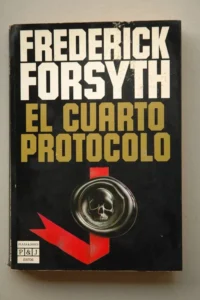 FREDERICK
FORSYTH
EL CUARTO
PROTOCOLO
P&J